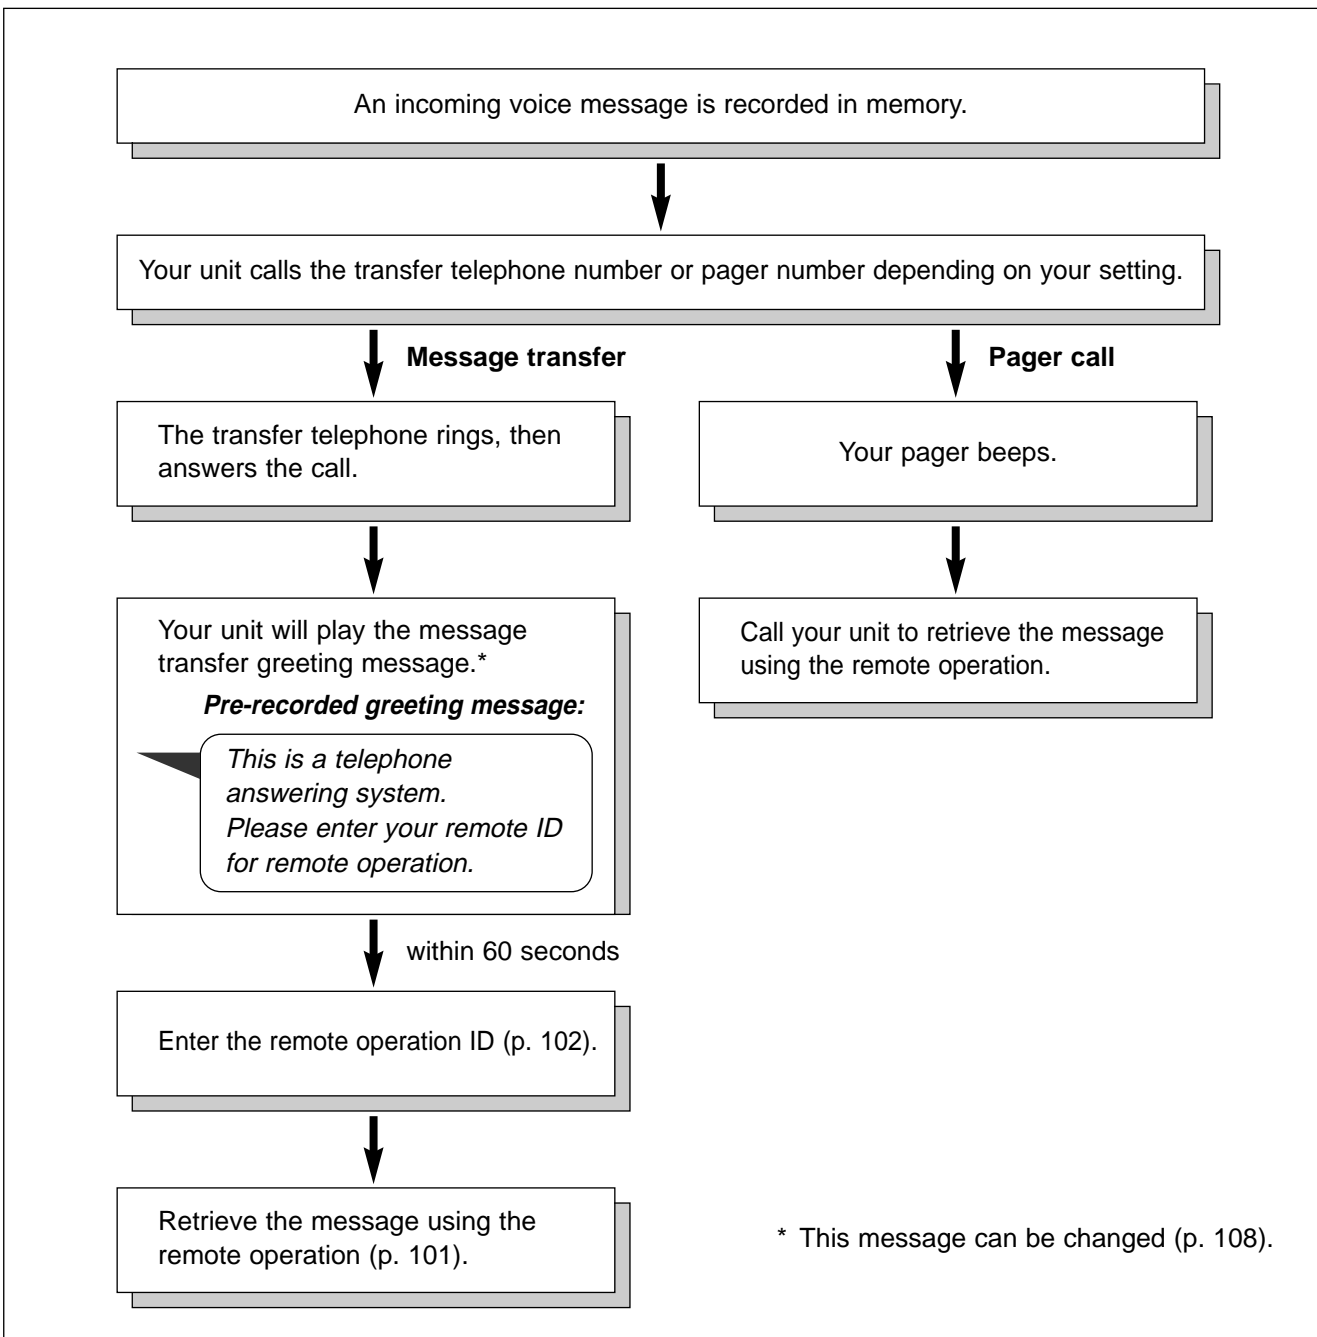 An incoming voice message is recorded in memory.
Your unit calls the transfer telephone number or pager number depending on your setting.
Message transfer
The transfer telephone rings, then
answers the call.
Your unit will play the message
transfer greeting message.*
Pre-recorded greeting message:
This is a telephone
answering system.
Please enter your remote ID
for remote operation.
within 60 seconds
Enter the remote operation ID (p. 102).
Retrieve the message using the
remote operation (p. 101).
Pager call
Your pager beeps.
Call your unit to retrieve the message
using the remote operation.
* This message can be changed (p. 108).